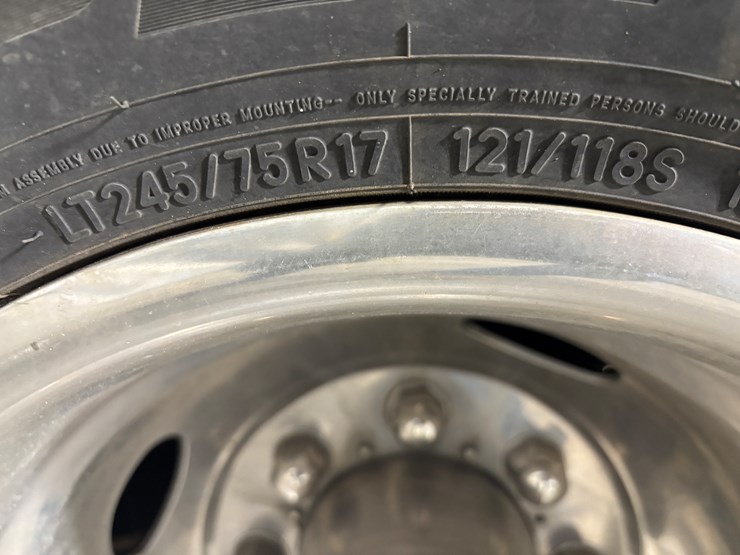 ASSEMBLY DUE TO IMPROPER MOUNTING-- ONLY SPECIALLY TRAINED PERSONS SHOULD
LT245/75R17 121/118S